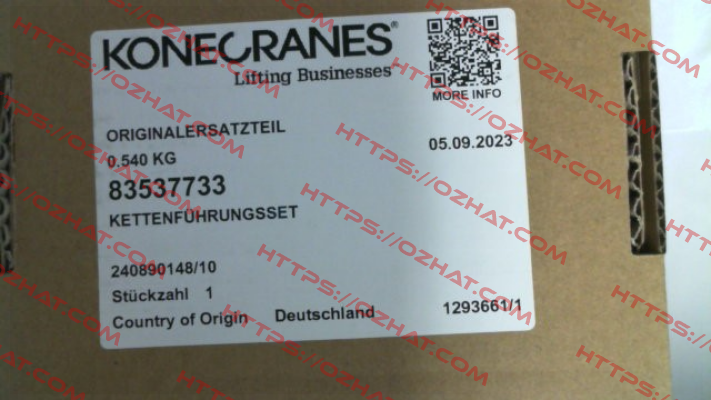 KONECRANES®
Lifting Businesses
MORE INFO
ORIGINALERSATZTEIL
0.540 KG
05.09.2023
83537733
KETTENFÜHRUNGSSET
240890148/10
Stückzahl 1
Country of Origin Deutschland 1293661/1
HTTPS://OZHAT.COM